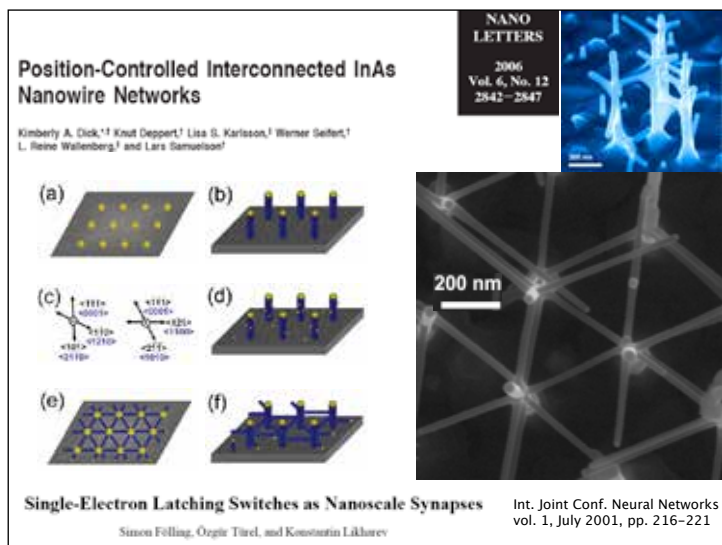 NANO
LETTERS
2006
Vol. 6, No. 12
2842–2847
Position-Controlled Interconnected InAs
Nanowire Networks
Kimberly A. Dick,*,† Knut Deppert,† Lisa S. Karlsson,‡ Werner Seifert,†
L. Reine Wallenberg,‡ and Lars Samuelson†
(a)
(b)
(c)
(d)
(e)
(f)
200 nm
Single-Electron Latching Switches as Nanoscale Synapses
Simon Fölling, Özgür Türel, and Konstantin Likharev
Int. Joint Conf. Neural Networks
vol. 1, July 2001, pp. 216–221